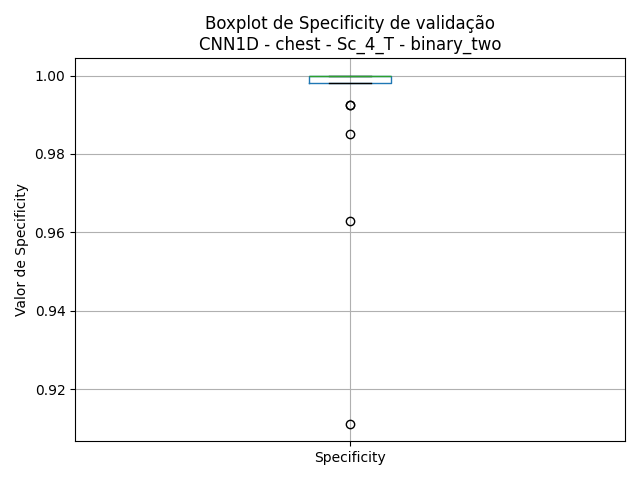 Boxplot de Specificity de validação
CNN1D - chest - Sc_4_T - binary_two
1.00
0.98
0.96
0.94
0.92
Valor de Specificity
Specificity